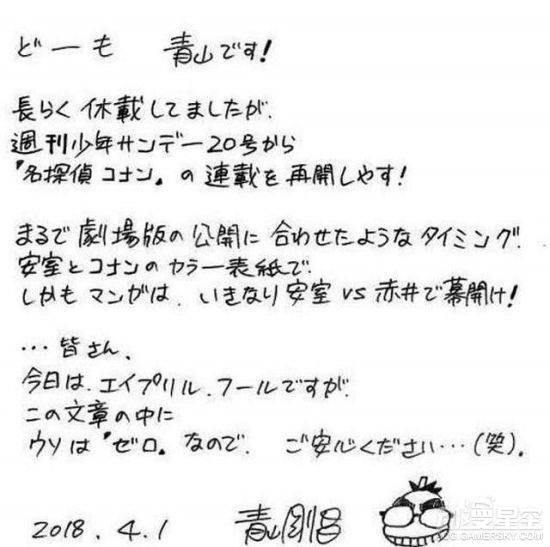 どーも 青山です!
長らく休載してましたが、
週刊少年サンデー20号から
『名探偵コナン』の連載を再開しやす!
まるで劇場版の公開に合わせたようなタイミング、
安室とコナンのカラー表紙で、
しかもマンガは、いきなり安室vs赤井で幕開け!
…皆さん、
今日は、エイプリル、フールですが、
この文章の中に
ウソは『ゼロ』なので、ご安心ください…(笑)。
2018.4.1 青山剛昌
動漫星空
ACG.GAMERSKY.COM